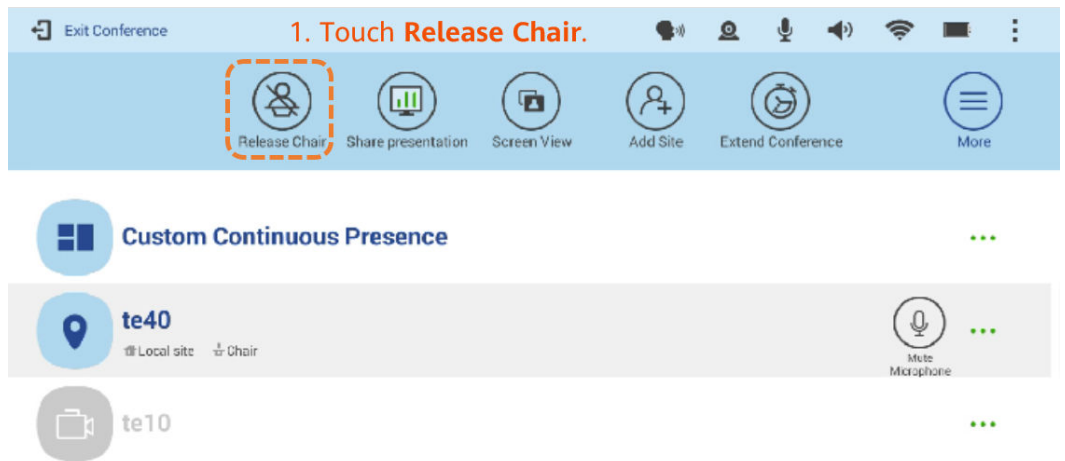 Exit Conference
1. Touch Release Chair.
Release Chair
Share presentation
Screen View
Add Site
Extend Conference
More
Custom Continuous Presence
te40
Local site
Chair
Mute
Microphone
te10